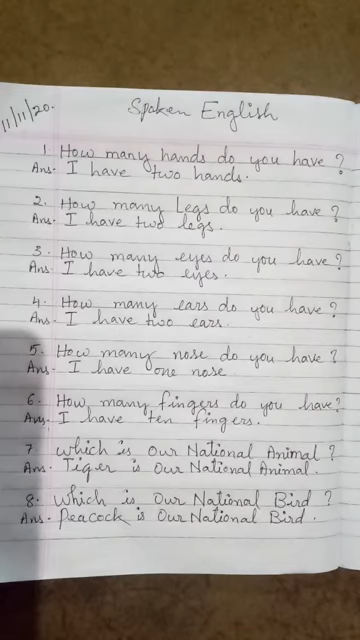 11/11/20.
Spoken English
1. How many hands do you have?
Ans. I have two hands.
2. How many Legs do you have?
Ans. I have two legs.
3. How many eyes do you have?
Ans. I have two eyes.
4. How many ears do you have?
Ans. I have two ears.
5. How many nose do you have?
Ans. I have one nose
6. How many fingers do you have?
Ans. I have ten fingers.
7. Which is Our National Animal?
Ans. Tiger is Our National Animal.
8. Which is Our National Bird?
Ans. Peacock is Our National Bird.